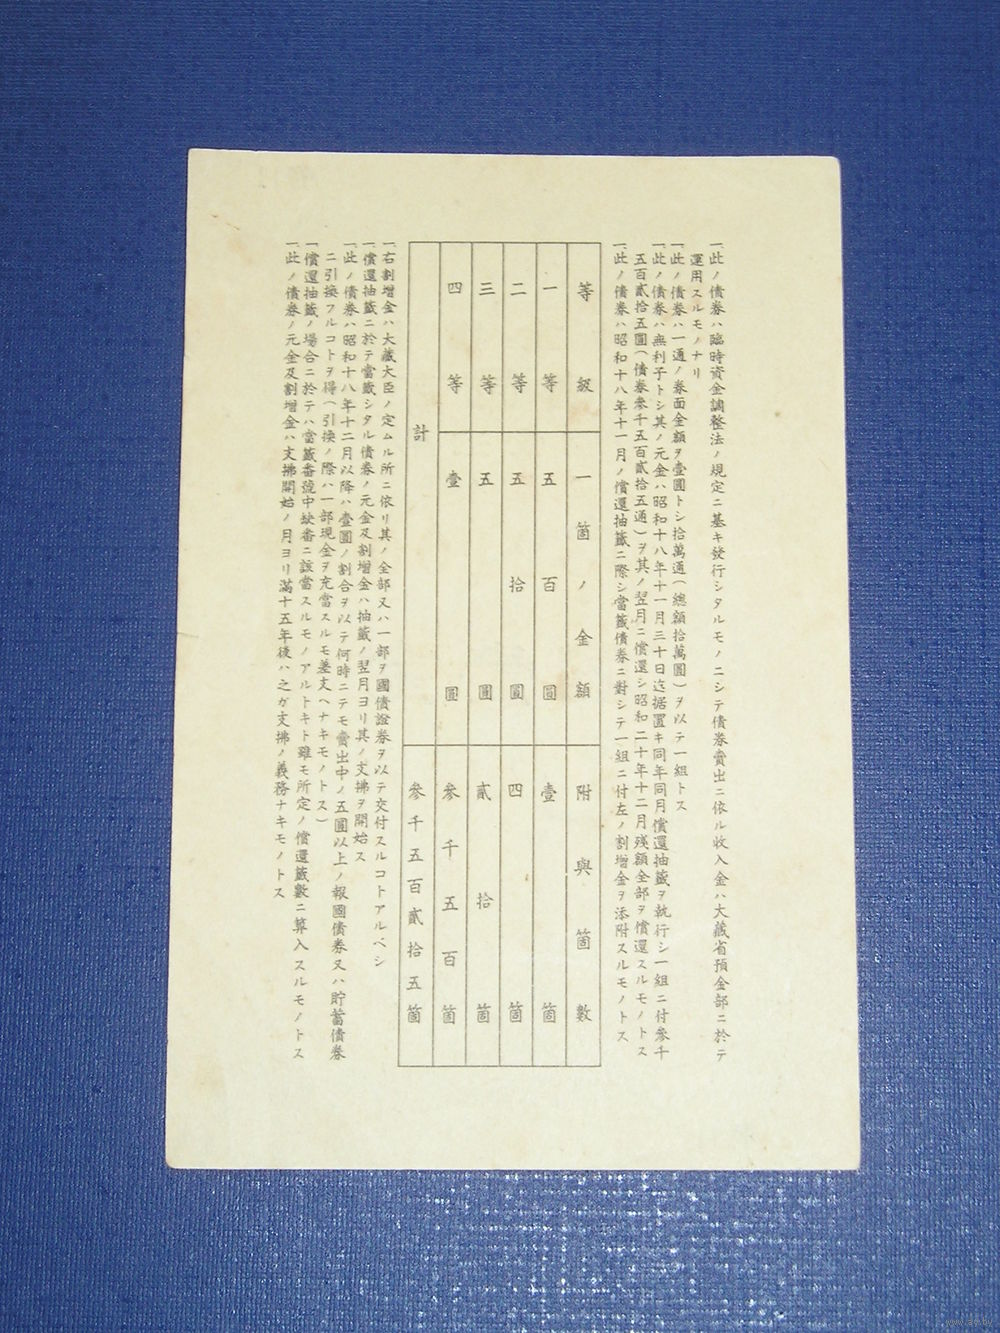 一、此ノ債券ハ臨時資金調整法ノ規定ニ基キ發行シタルモノニシテ債券賣出ニ依ル收入金ハ大藏省預金部ニ於テ
運用スルモノナリ
一、此ノ債券ハ一通ノ券面金額ヲ壹圓トシ拾萬通(總額拾萬圓)ヲ以テ一組トス
一、此ノ債券ハ無利子トシ其ノ元金ハ昭和十八年十一月三十日迄据置キ同年同月償還抽籤ヲ執行シ一組ニ付參千
五百貳拾五圓(債券參千五百貳拾五通)ヲ其ノ翌月ニ償還シ昭和二十年十二月殘額全部ヲ償還スルモノトス
一、此ノ債券ハ昭和十八年十一月ノ償還抽籤ニ際シ當籤債券ニ對シテ一組ニ付左ノ割增金ヲ添附スルモノトス
等級 一箇ノ金額 附與箇數
一等 五百圓 壹箇
二等 五拾圓 四箇
三等 五圓 貳拾箇
四等 壹圓 參千五百箇
計 參千五百貳拾五箇
一、右割增金ハ大藏大臣ノ定ムル所ニ依リ其ノ全部又ハ一部ヲ國債證券ヲ以テ交付スルコトアルベシ
一、償還抽籤ニ於テ當籤シタル債券ノ元金及割增金ハ抽籤ノ翌月ヨリ其ノ支拂ヲ開始ス
一、此ノ債券ハ昭和十八年十二月以降ハ壹圓ノ割合ヲ以テ何時ニテモ賣出中ノ五圓以上ノ報國債券又ハ貯蓄債券
ニ引換フルコトヲ得(引換ノ際ハ一部現金ヲ充當スルモ差支ヘナキモノトス)
一、償還抽籤ノ場合ニ於テハ當籤番號中缺番ニ該當スルモノアルトキト雖モ所定ノ償還籤數ニ算入スルモノトス
一、此ノ債券ノ元金及割增金ハ支拂開始ノ月ヨリ滿十五年後ハ之ガ支拂ノ義務ナキモノトス
www.ay.by